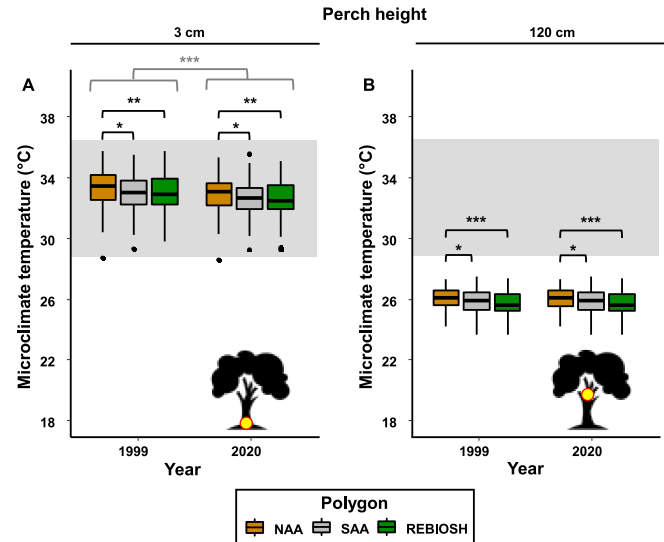 Perch height
3 cm
120 cm
A
***
**
*
**
*
38
34
30
26
22
18
Microclimate temperature (°C)
1999
2020
Year
B
***
*
***
*
38
34
30
26
22
18
Microclimate temperature (°C)
1999
2020
Year
Polygon
NAA SAA REBIOSH